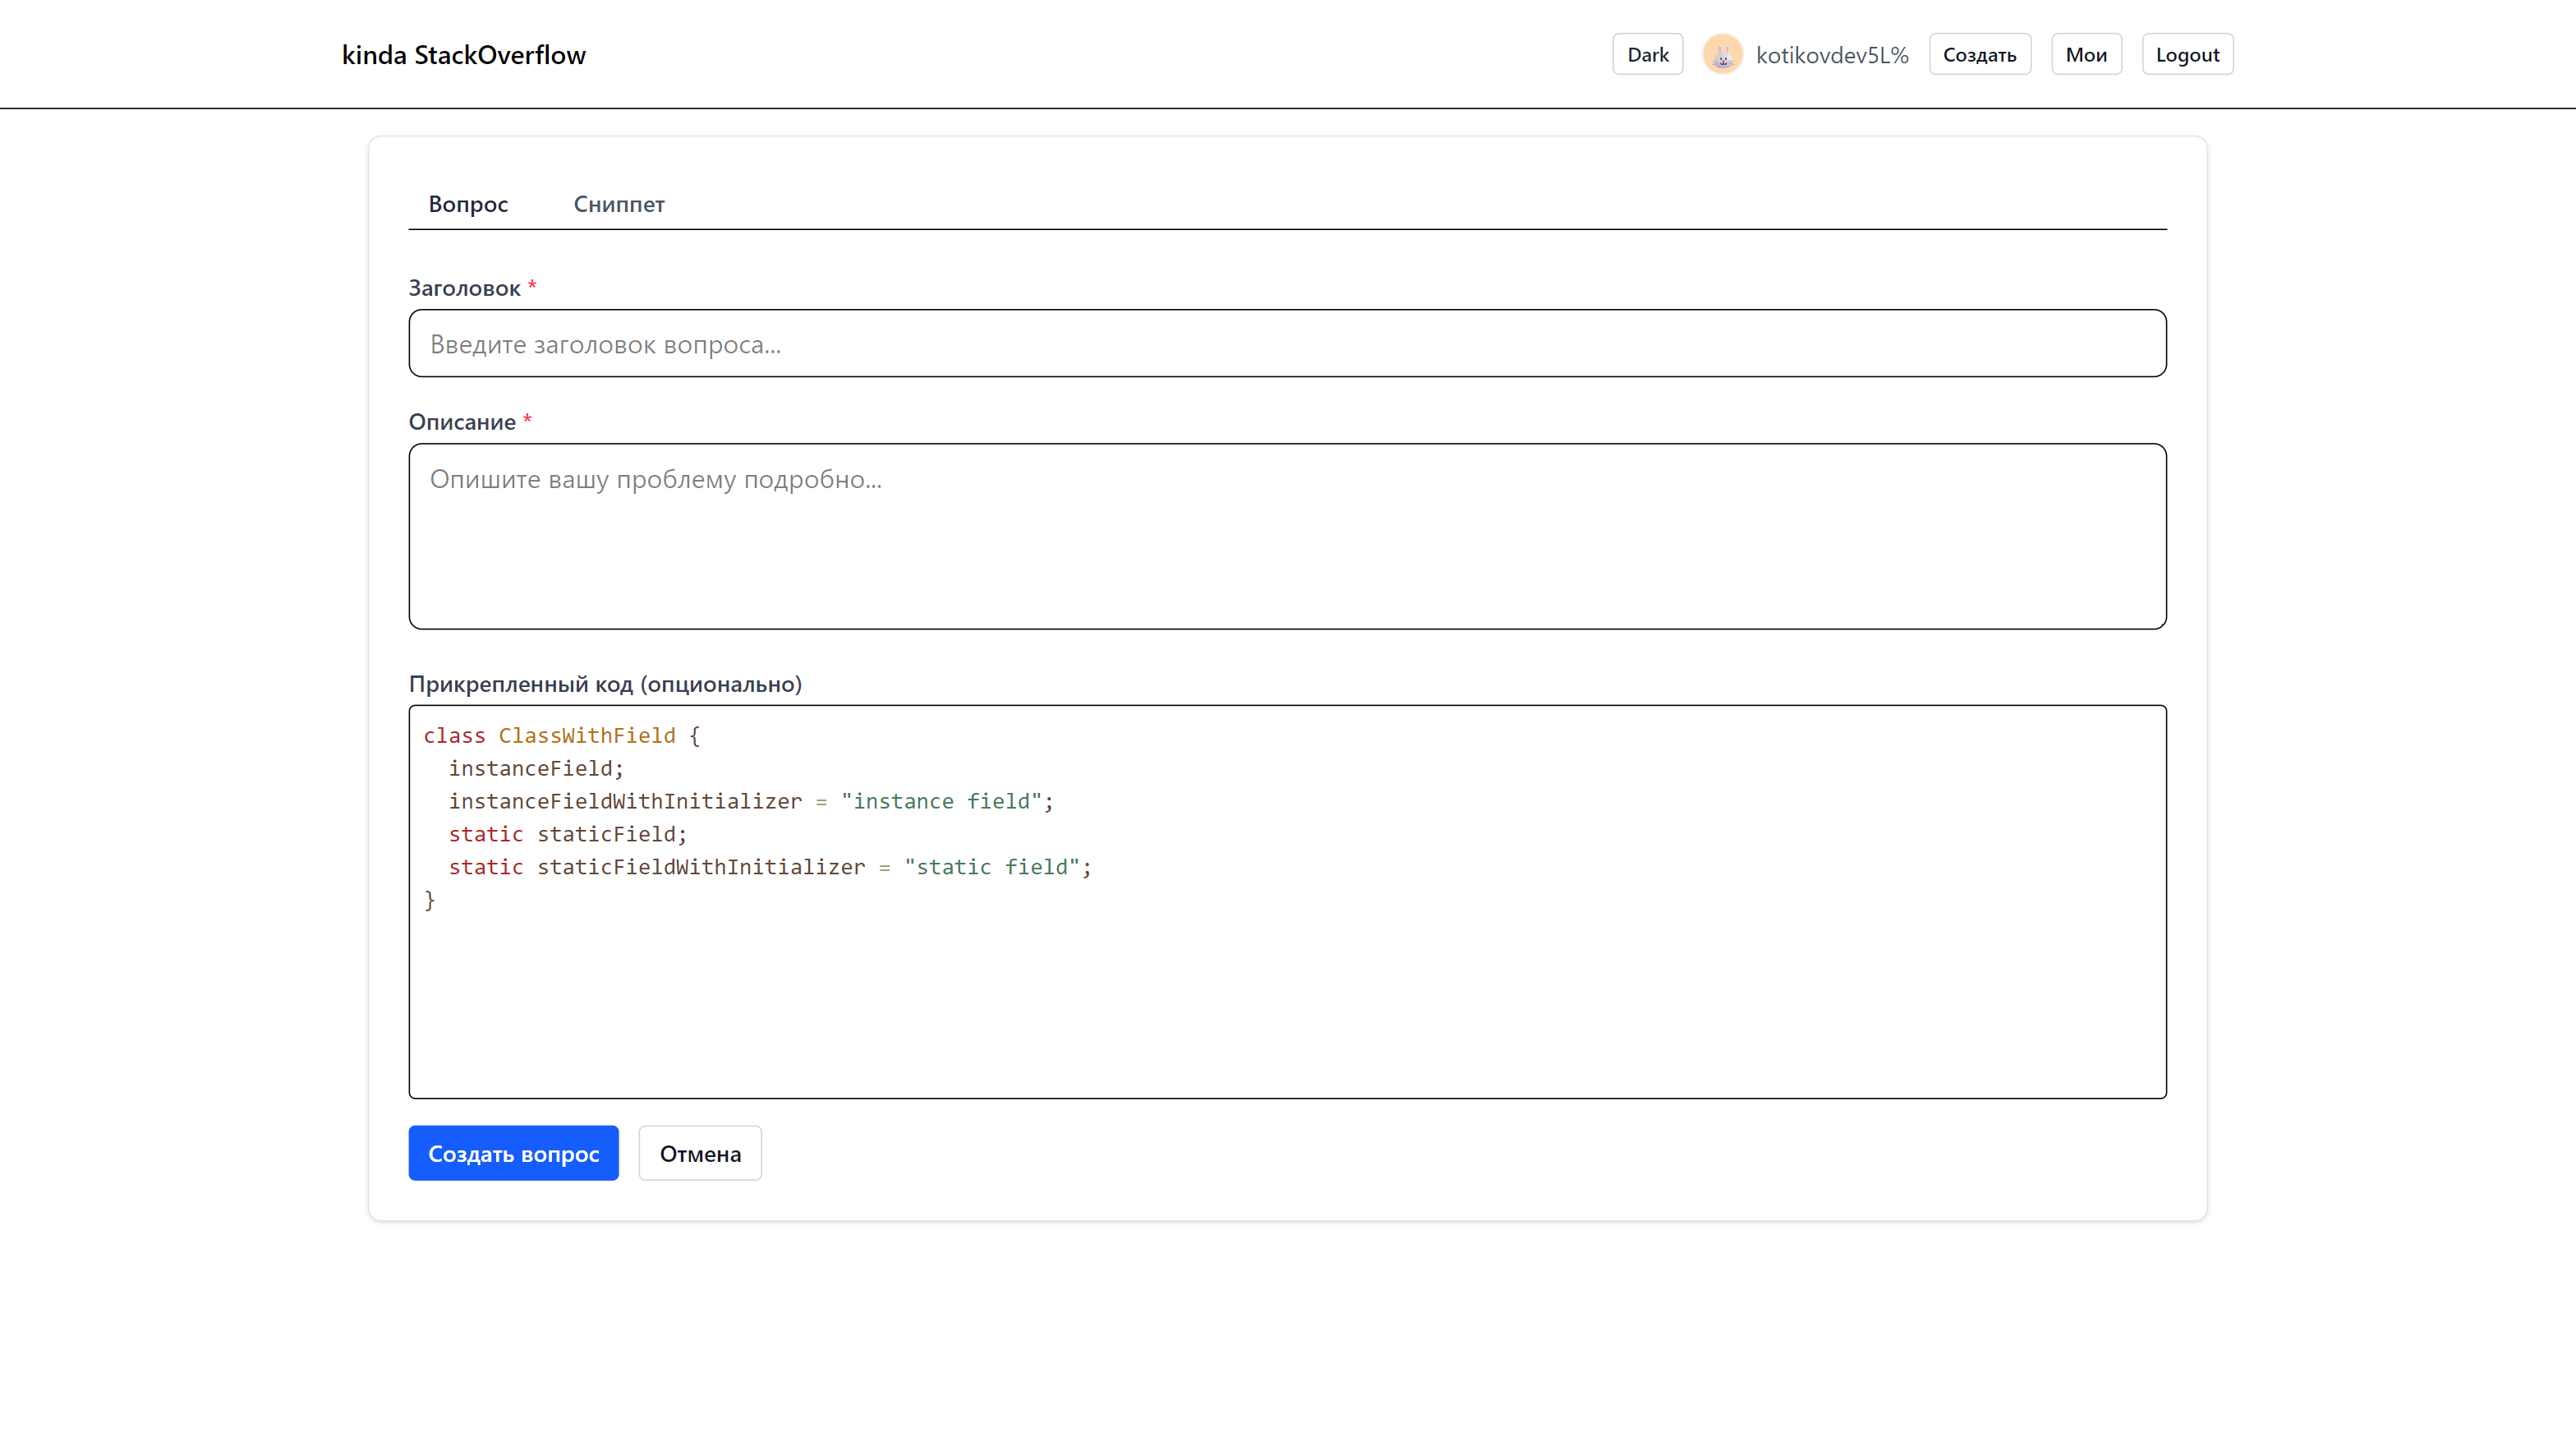 kinda StackOverflow
Dark kotikovdev5L% Создать Мои Logout
Вопрос Сниппет
Заголовок *
Введите заголовок вопроса...
Описание *
Опишите вашу проблему подробно...
Прикрепленный код (опционально)
class ClassWithField {
  instanceField;
  instanceFieldWithInitializer = "instance field";
  static staticField;
  static staticFieldWithInitializer = "static field";
}
Создать вопрос Отмена